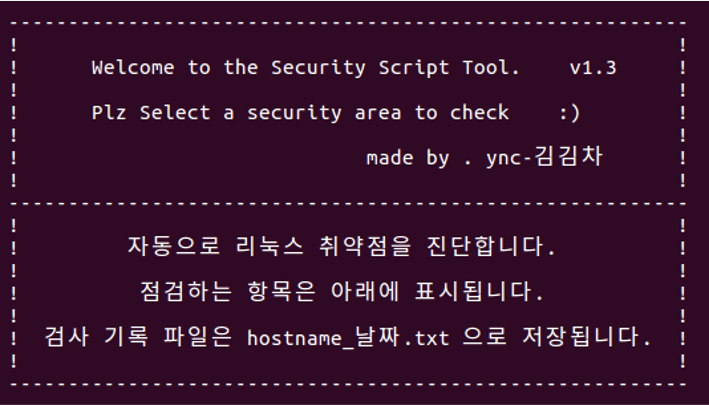 Welcome to the Security Script Tool. v1.3
Plz Select a security area to check :)
made by . ync-김김차
자동으로 리눅스 취약점을 진단합니다.
점검하는 항목은 아래에 표시됩니다.
검사 기록 파일은 hostname_날짜.txt 으로 저장됩니다.